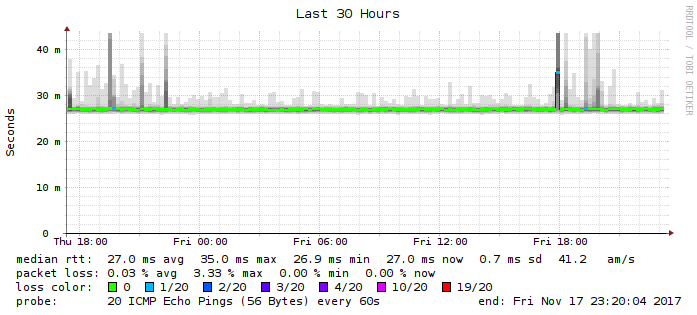 Last 30 Hours
RRDTOOL / TOBI OETIKER
Seconds
40 m
30 m
20 m
10 m
0
Thu 18:00 Fri 00:00 Fri 06:00 Fri 12:00 Fri 18:00
median rtt: 27.0 ms avg 35.0 ms max 26.9 ms min 27.0 ms now 0.7 ms sd 41.2 am/s
packet loss: 0.03 % avg 3.33 % max 0.00 % min 0.00 % now
loss color: 0 1/20 2/20 3/20 4/20 10/20 19/20
probe: 20 ICMP Echo Pings (56 Bytes) every 60s end: Fri Nov 17 23:20:04 2017